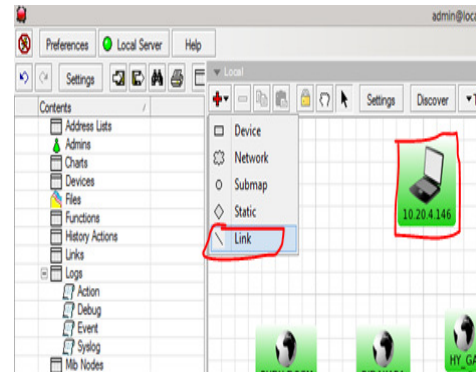 admin@loca
Preferences Local Server Help
Settings
Local
Settings Discover
Contents
Address Lists
Admins
Charts
Devices
Files
Functions
History Actions
Links
Logs
Action
Debug
Event
Syslog
Mib Nodes
Device
Network
Submap
Static
Link
10.20.4.146
HY_GA